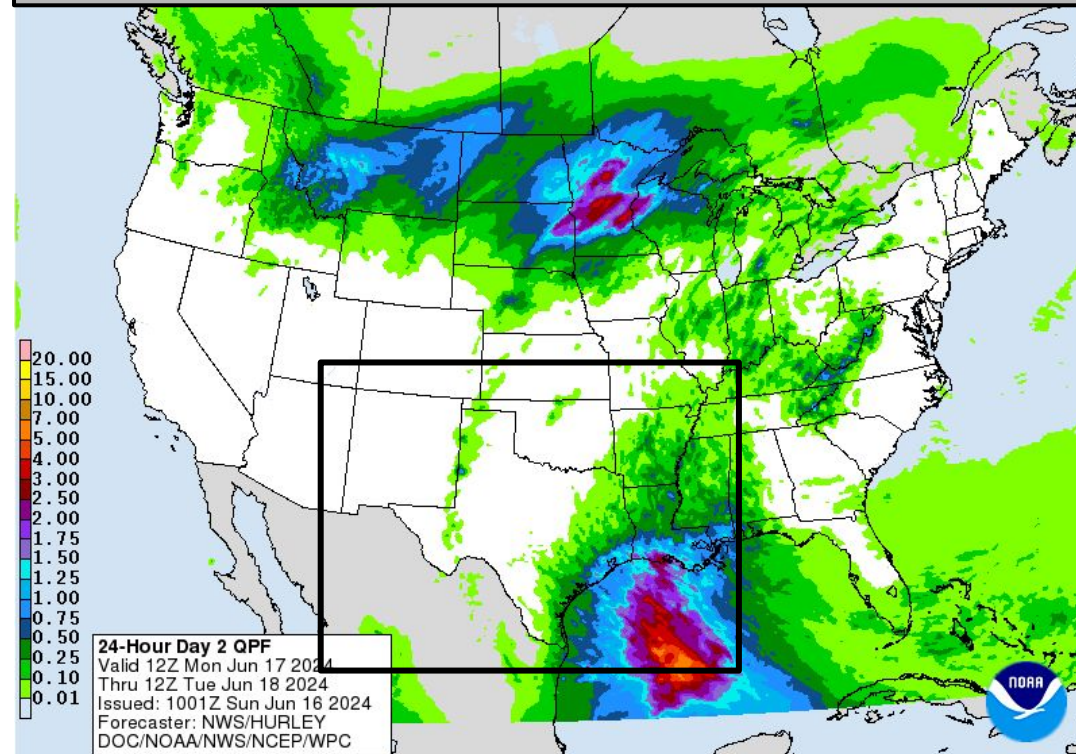 20.00
15.00
10.00
7.00
5.00
4.00
3.00
2.50
2.00
1.75
1.50
1.25
1.00
0.75
0.50
0.25
0.10
0.01
24-Hour Day 2 QPF
Valid 12Z Mon Jun 17 2024
Thru 12Z Tue Jun 18 2024
Issued: 1001Z Sun Jun 16 2024
Forecaster: NWS/HURLEY
DOC/NOAA/NWS/NCEP/WPC
NOAA